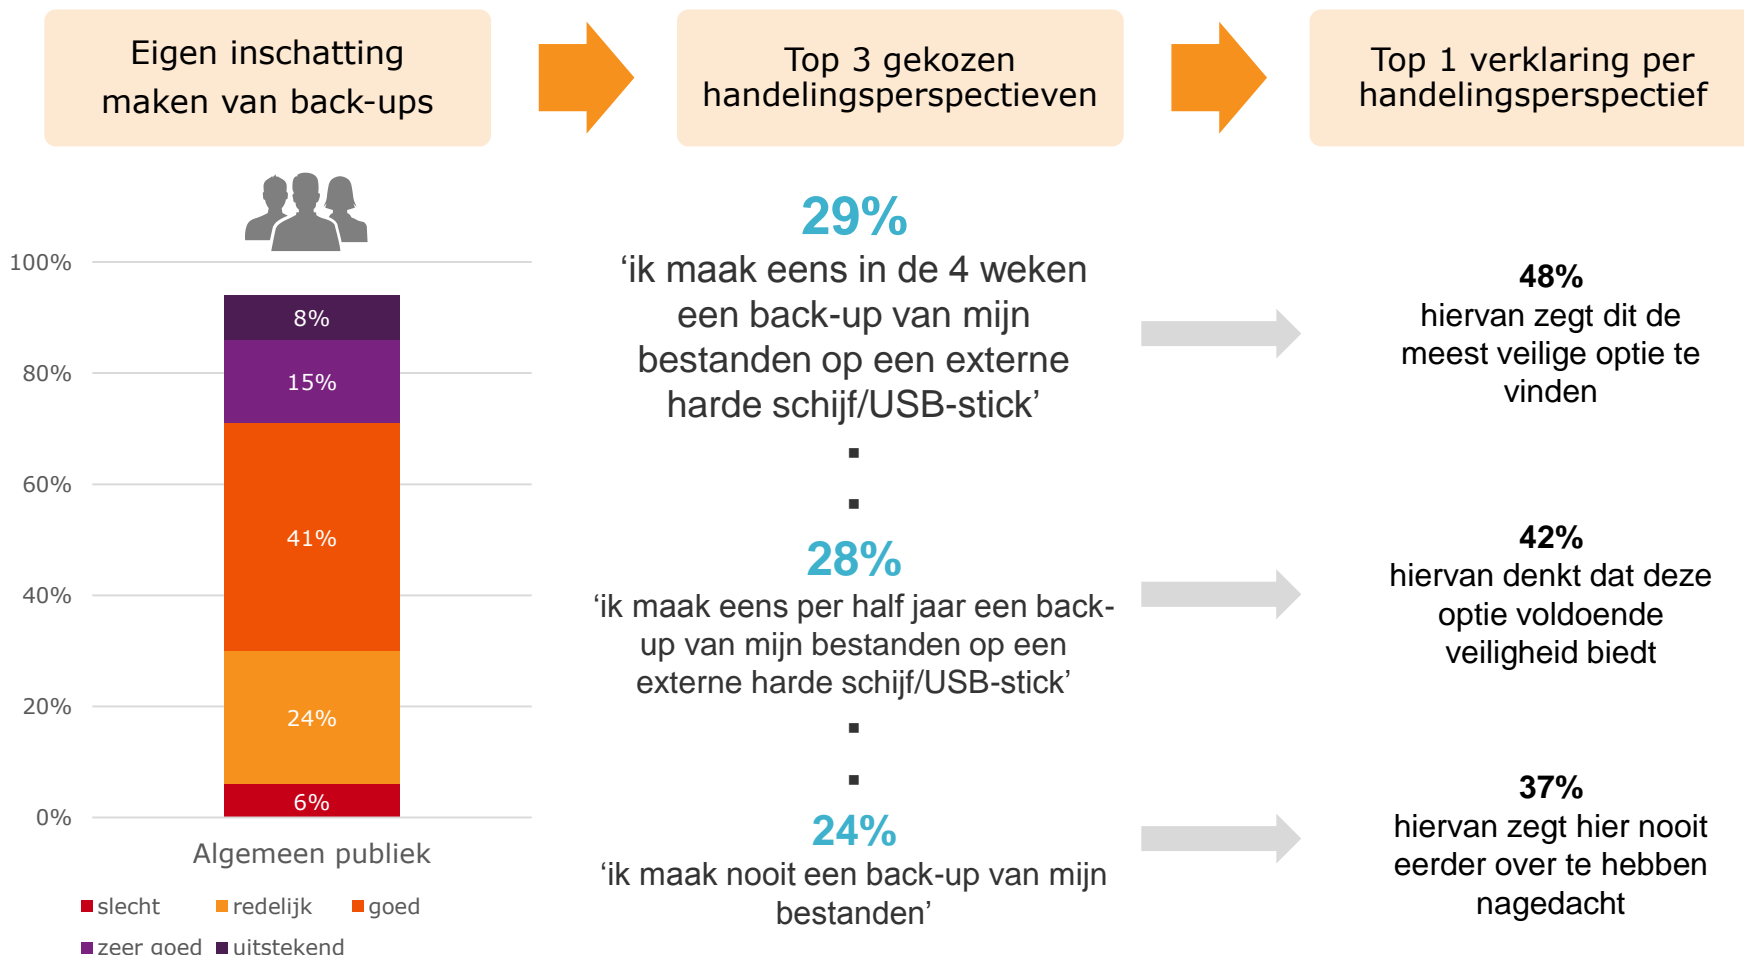 Eigen inschatting
maken van back-ups
Top 3 gekozen
handelingsperspectieven
Top 1 verklaring per
handelingsperspectief
100%
80%
60%
40%
20%
0%
8%
15%
41%
24%
6%
Algemeen publiek
slecht
redelijk
goed
zeer goed
uitstekend
29%
‘ik maak eens in de 4 weken
een back-up van mijn
bestanden op een externe
harde schijf/USB-stick’
28%
‘ik maak eens per half jaar een back-
up van mijn bestanden op een
externe harde schijf/USB-stick’
24%
‘ik maak nooit een back-up van mijn
bestanden’
48%
hiervan zegt dit de
meest veilige optie te
vinden
42%
hiervan denkt dat deze
optie voldoende
veiligheid biedt
37%
hiervan zegt hier nooit
eerder over te hebben
nagedacht